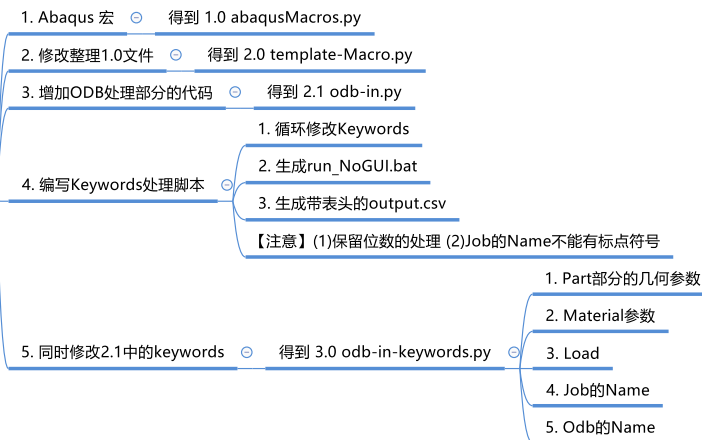 1. Abaqus 宏
得到 1.0 abaqusMacros.py
2. 修改整理1.0文件
得到 2.0 template-Macro.py
3. 增加ODB处理部分的代码
得到 2.1 odb-in.py
4. 编写Keywords处理脚本
1. 循环修改Keywords
2. 生成run_NoGUI.bat
3. 生成带表头的output.csv
【注意】(1)保留位数的处理 (2)Job的Name不能有标点符号
5. 同时修改2.1中的keywords
得到 3.0 odb-in-keywords.py
1. Part部分的几何参数
2. Material参数
3. Load
4. Job的Name
5. Odb的Name